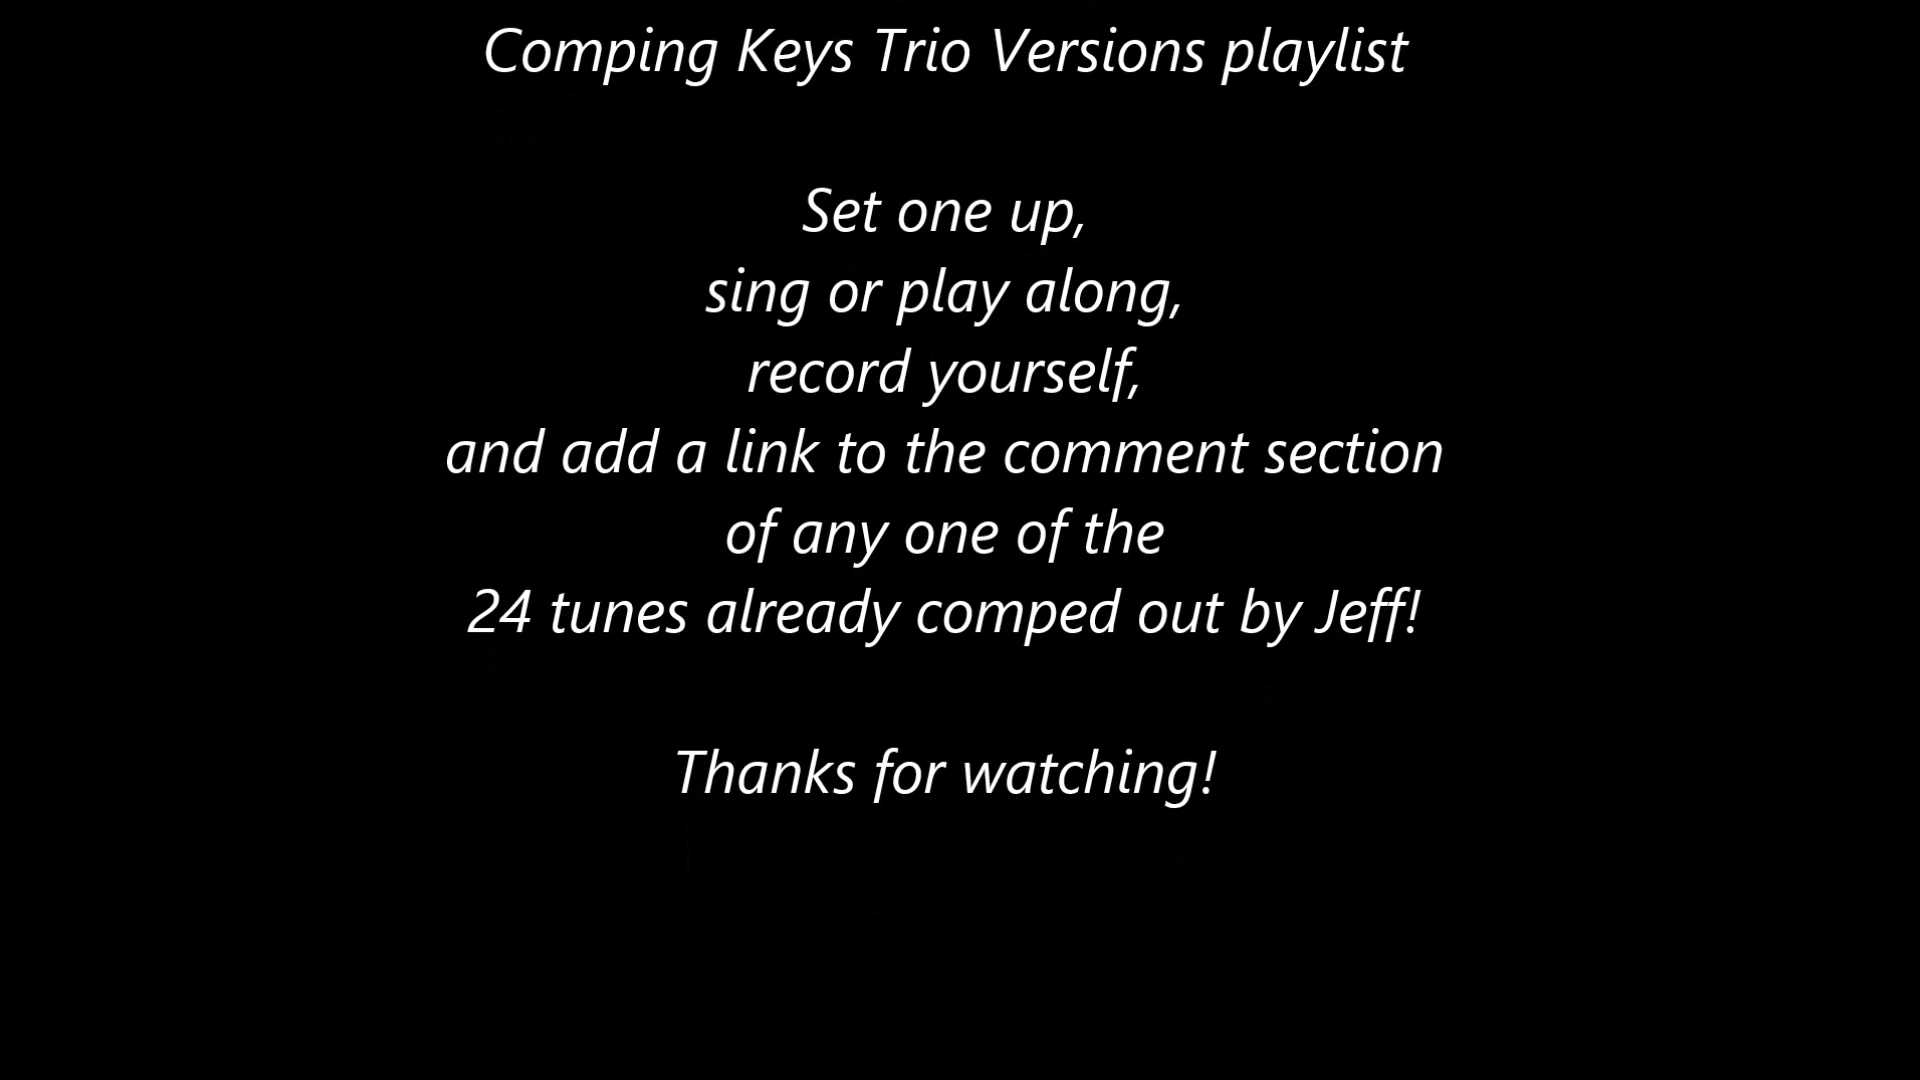 Comping Keys Trio Versions playlist
Set one up,
sing or play along,
record yourself,
and add a link to the comment section
of any one of the
24 tunes already comped out by Jeff!
Thanks for watching!